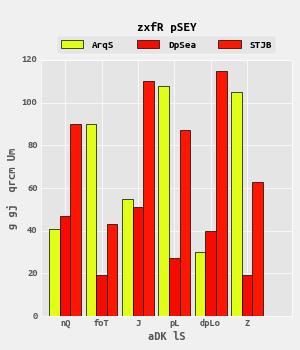 zxfR pSEY
ArqS DpSea STJB
120
100
80
60
40
20
0
g gj qrcm Um
nQ foT J pL dpLo Z
aDK lS